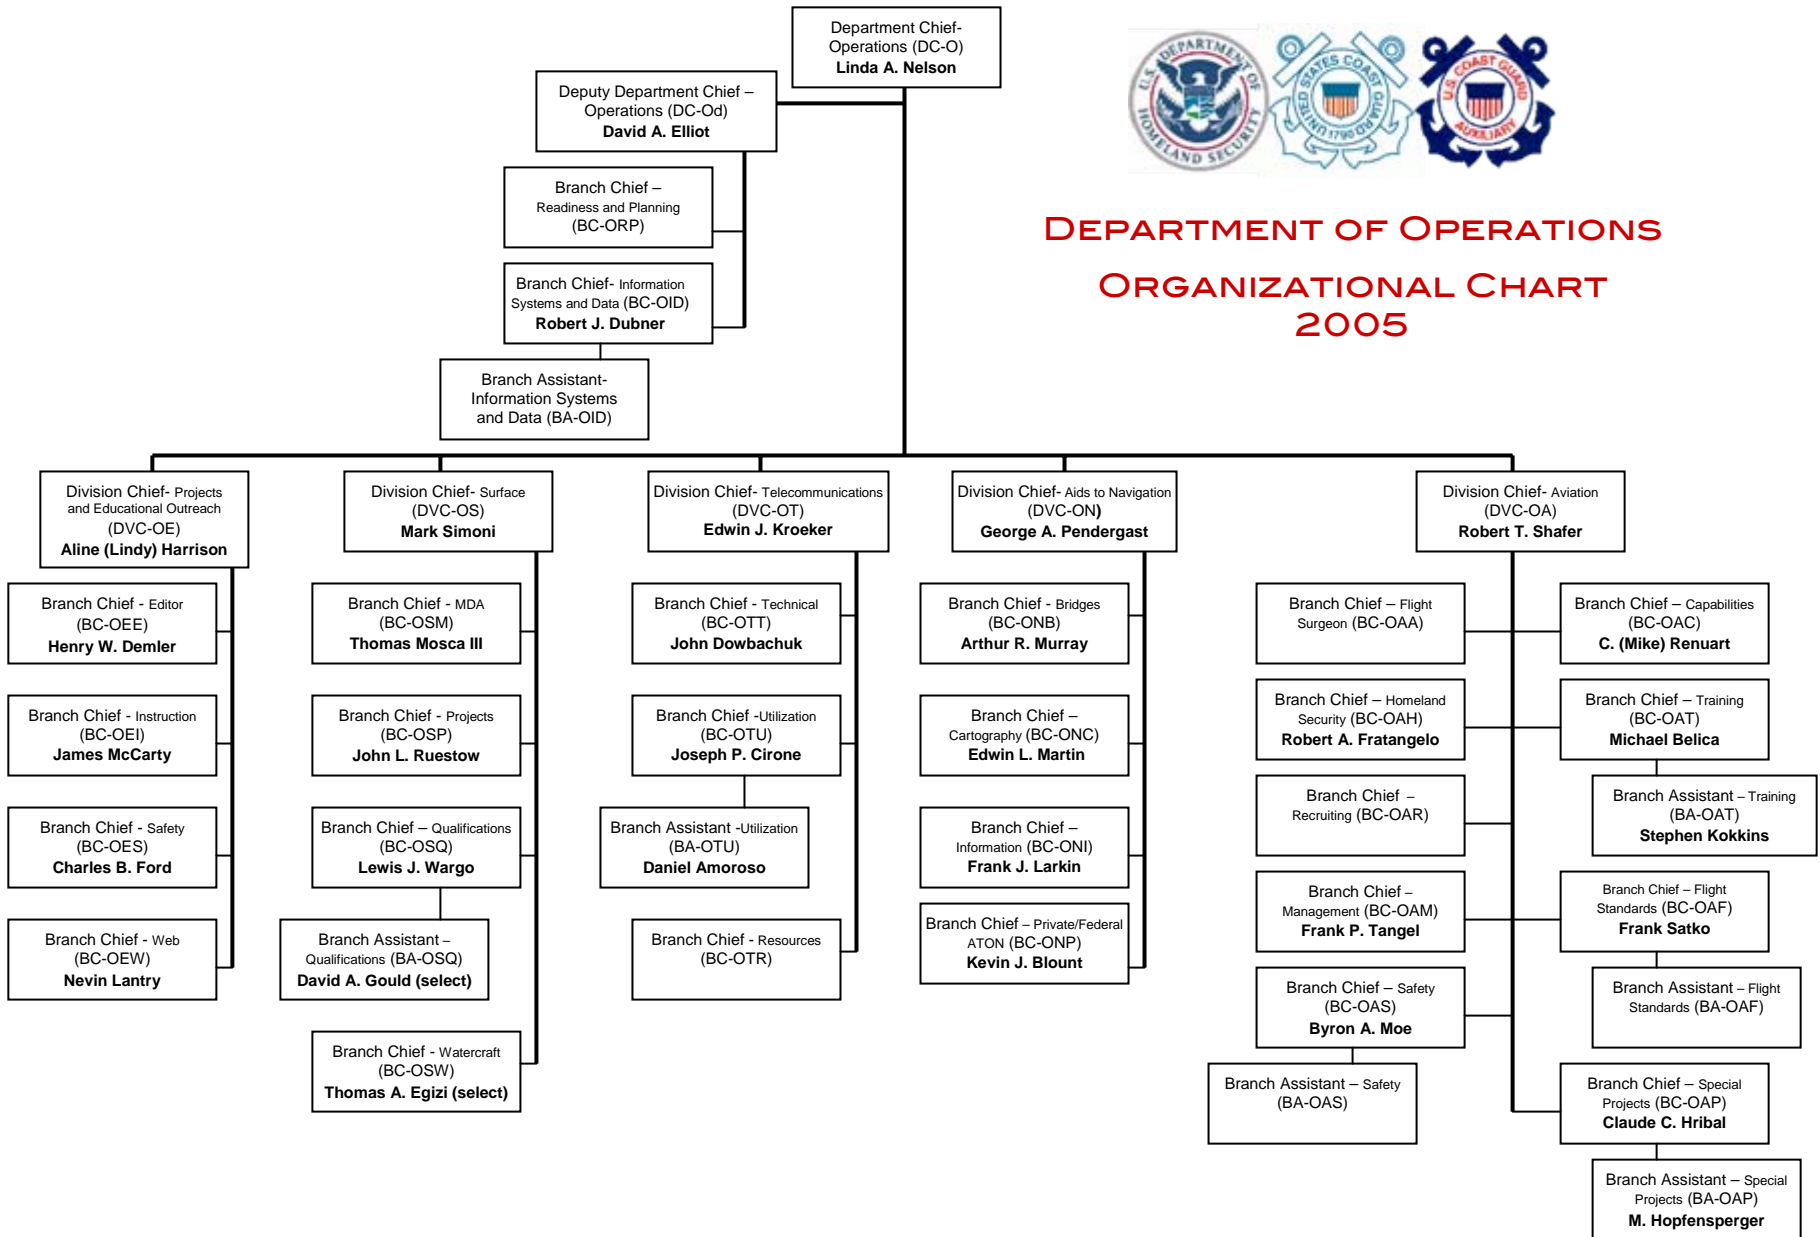 Department Chief-
Operations (DC-O)
Linda A. Nelson
U.S. DEPARTMENT OF
HOMELAND SECURITY
UNITED STATES COAST GUARD
1790
U.S. COAST GUARD
AUXILIARY
Deputy Department Chief –
Operations (DC-Od)
David A. Elliot
Branch Chief –
Readiness and Planning
(BC-ORP)
DEPARTMENT OF OPERATIONS
ORGANIZATIONAL CHART
2005
Branch Chief- Information
Systems and Data (BC-OID)
Robert J. Dubner
Branch Assistant-
Information Systems
and Data (BA-OID)
Division Chief- Projects
and Educational Outreach
(DVC-OE)
Aline (Lindy) Harrison
Branch Chief - Editor
(BC-OEE)
Henry W. Demler
Branch Chief - Instruction
(BC-OEI)
James McCarty
Branch Chief - Safety
(BC-OES)
Charles B. Ford
Branch Chief - Web
(BC-OEW)
Nevin Lantry
Division Chief- Surface
(DVC-OS)
Mark Simoni
Branch Chief - MDA
(BC-OSM)
Thomas Mosca III
Branch Chief - Projects
(BC-OSP)
John L. Ruestow
Branch Chief – Qualifications
(BC-OSQ)
Lewis J. Wargo
Branch Assistant –
Qualifications (BA-OSQ)
David A. Gould (select)
Branch Chief - Watercraft
(BC-OSW)
Thomas A. Egizi (select)
Division Chief- Telecommunications
(DVC-OT)
Edwin J. Kroeker
Branch Chief - Technical
(BC-OTT)
John Dowbachuk
Branch Chief -Utilization
(BC-OTU)
Joseph P. Cirone
Branch Assistant -Utilization
(BA-OTU)
Daniel Amoroso
Branch Chief - Resources
(BC-OTR)
Division Chief- Aids to Navigation
(DVC-ON)
George A. Pendergast
Branch Chief - Bridges
(BC-ONB)
Arthur R. Murray
Branch Chief –
Cartography (BC-ONC)
Edwin L. Martin
Branch Chief –
Information (BC-ONI)
Frank J. Larkin
Branch Chief – Private/Federal
ATON (BC-ONP)
Kevin J. Blount
Division Chief- Aviation
(DVC-OA)
Robert T. Shafer
Branch Chief – Flight
Surgeon (BC-OAA)
Branch Chief – Homeland
Security (BC-OAH)
Robert A. Fratangelo
Branch Chief –
Recruiting (BC-OAR)
Branch Chief –
Management (BC-OAM)
Frank P. Tangel
Branch Chief – Safety
(BC-OAS)
Byron A. Moe
Branch Assistant – Safety
(BA-OAS)
Branch Chief – Capabilities
(BC-OAC)
C. (Mike) Renuart
Branch Chief – Training
(BC-OAT)
Michael Belica
Branch Assistant – Training
(BA-OAT)
Stephen Kokkins
Branch Chief – Flight
Standards (BC-OAF)
Frank Satko
Branch Assistant – Flight
Standards (BA-OAF)
Branch Chief – Special
Projects (BC-OAP)
Claude C. Hribal
Branch Assistant – Special
Projects (BA-OAP)
M. Hopfensperger